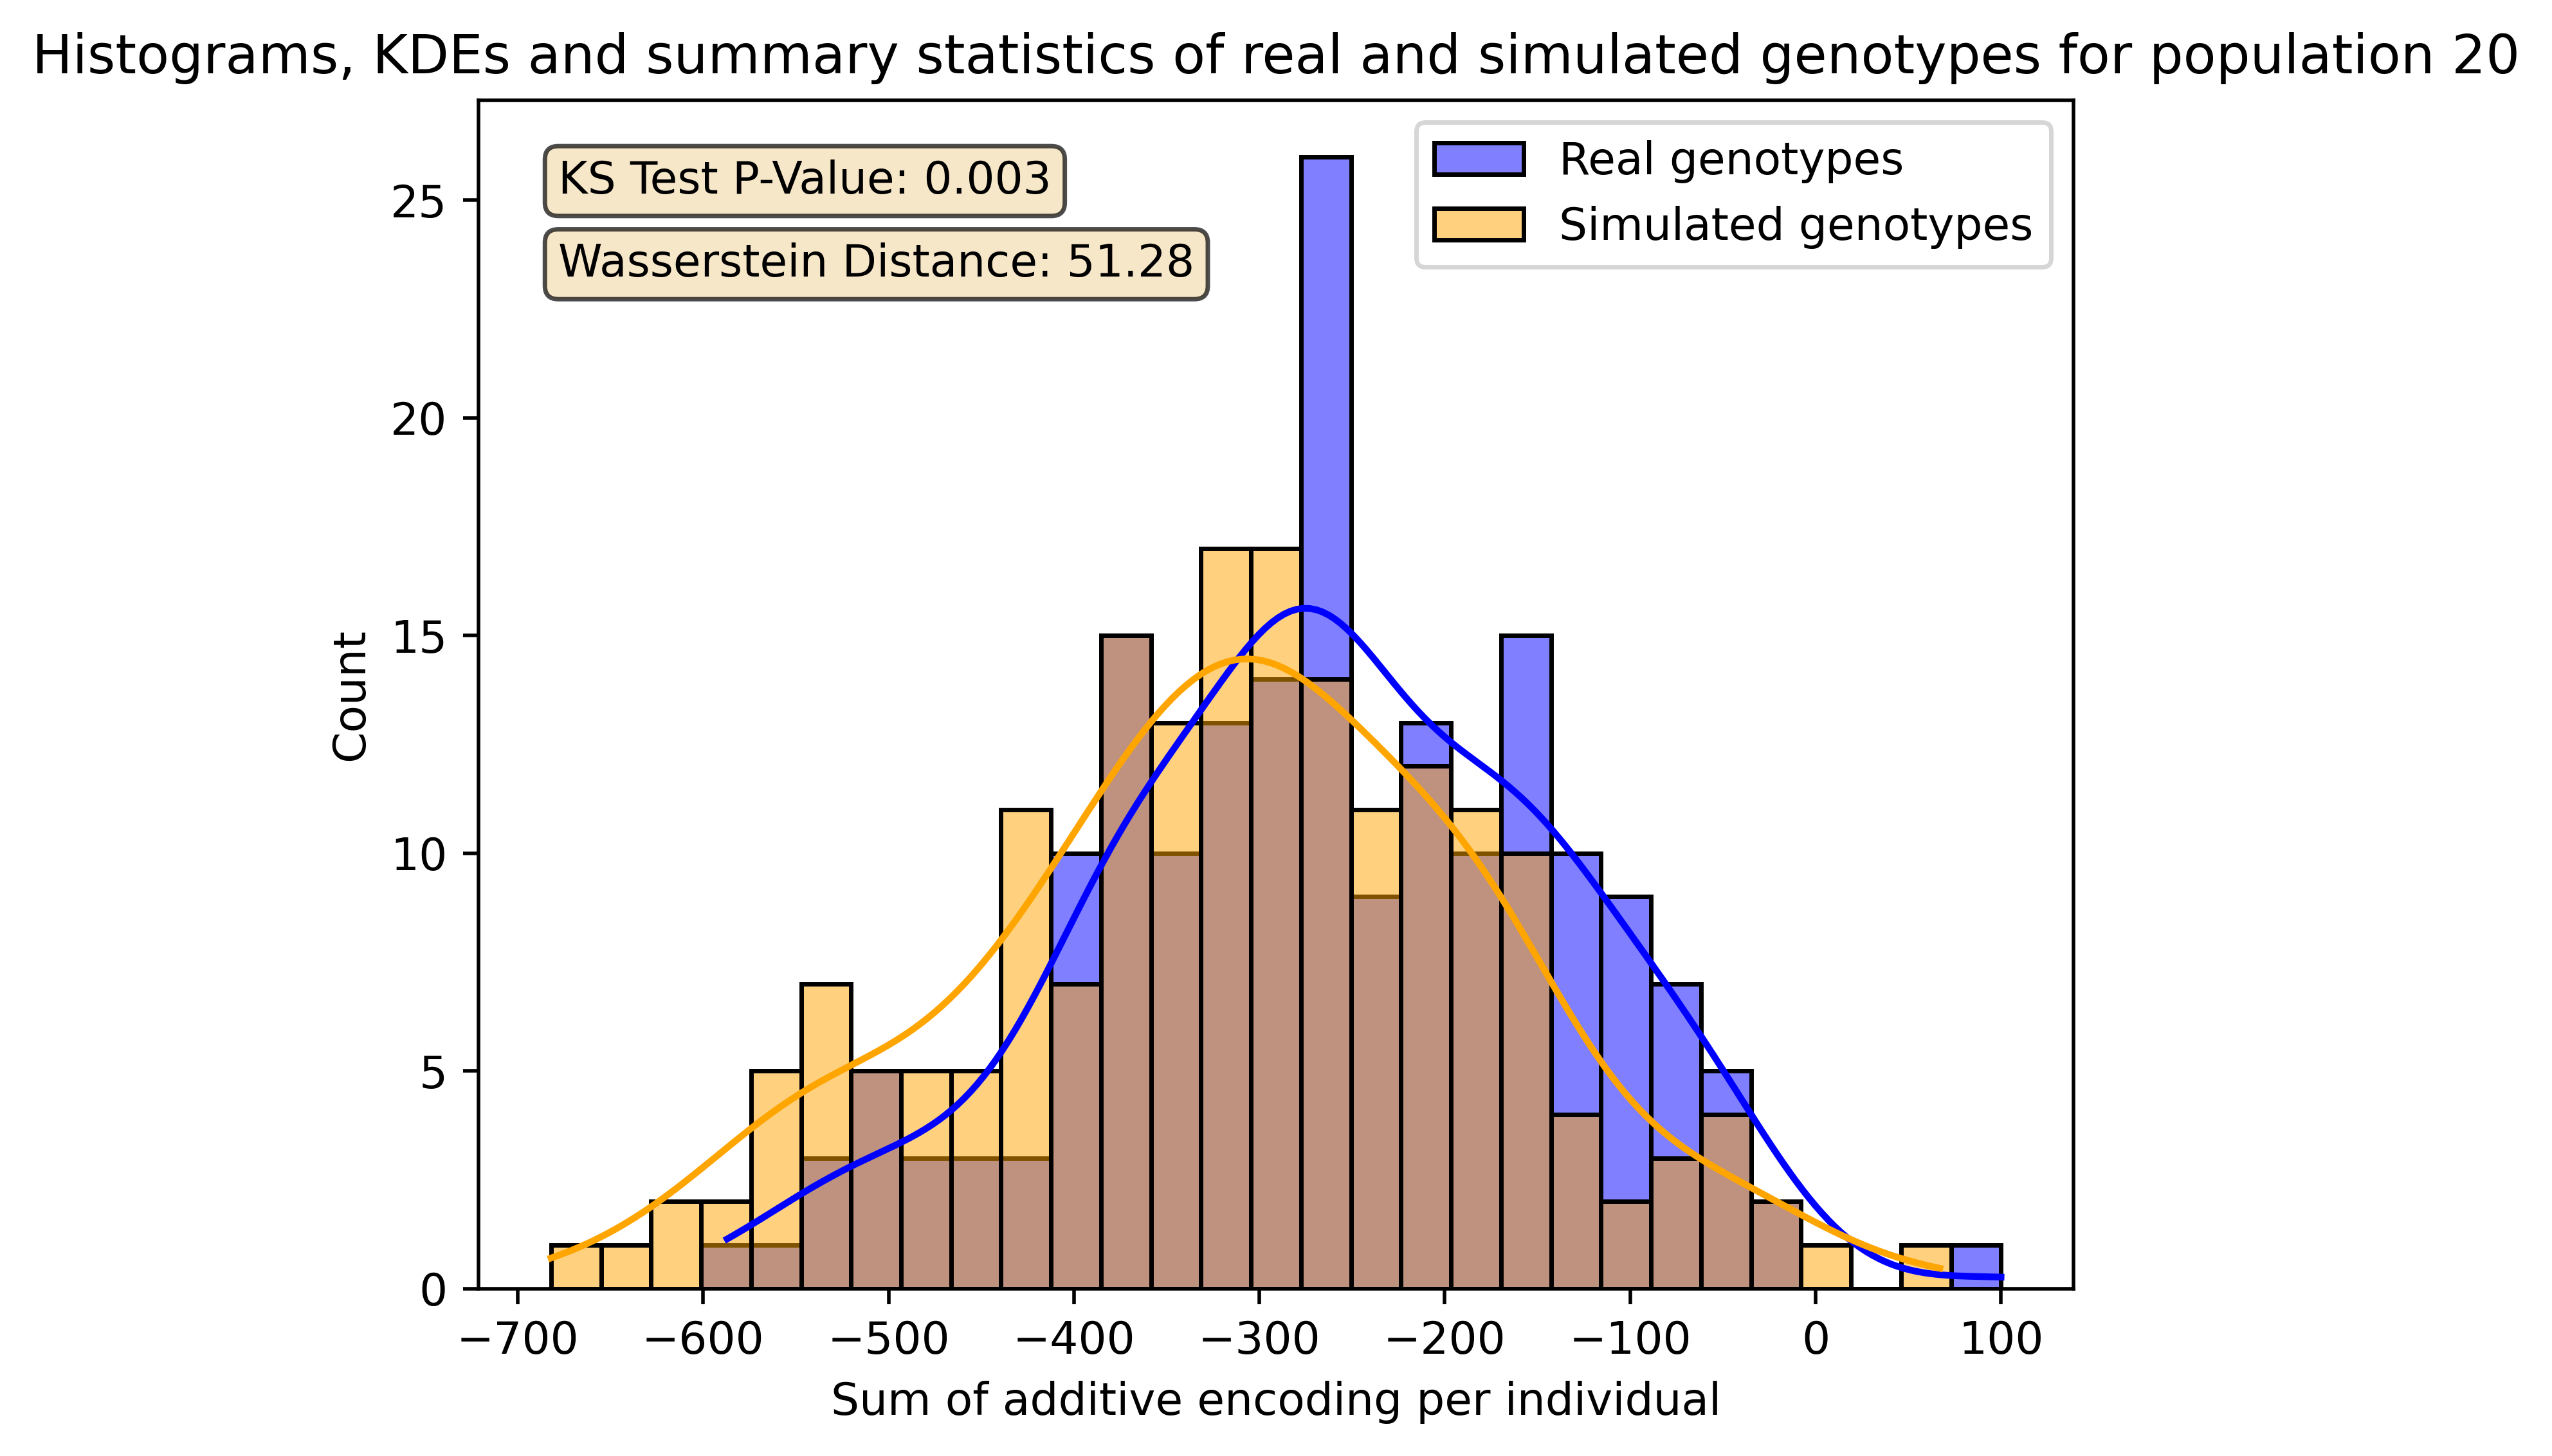 Histograms, KDEs and summary statistics of real and simulated genotypes for population 20
KS Test P-Value: 0.003
Wasserstein Distance: 51.28
Real genotypes
Simulated genotypes
25
20
15
10
5
0
Count
−700 −600 −500 −400 −300 −200 −100 0 100
Sum of additive encoding per individual